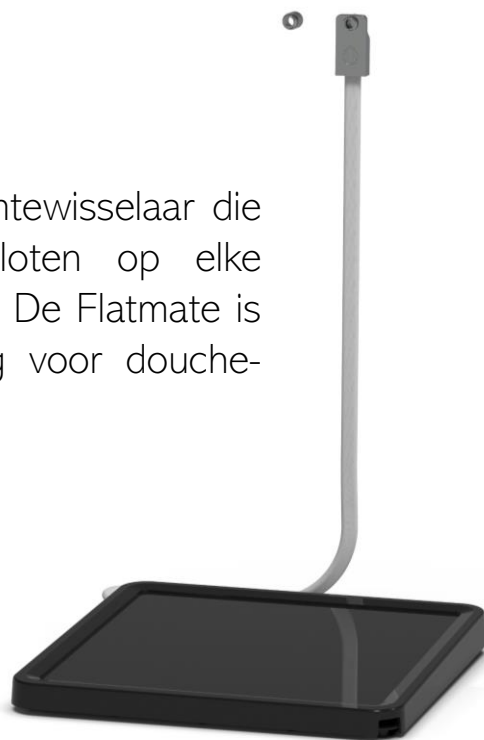 ntewisselaar die
loten op elke
De Flatmate is
g voor douche-